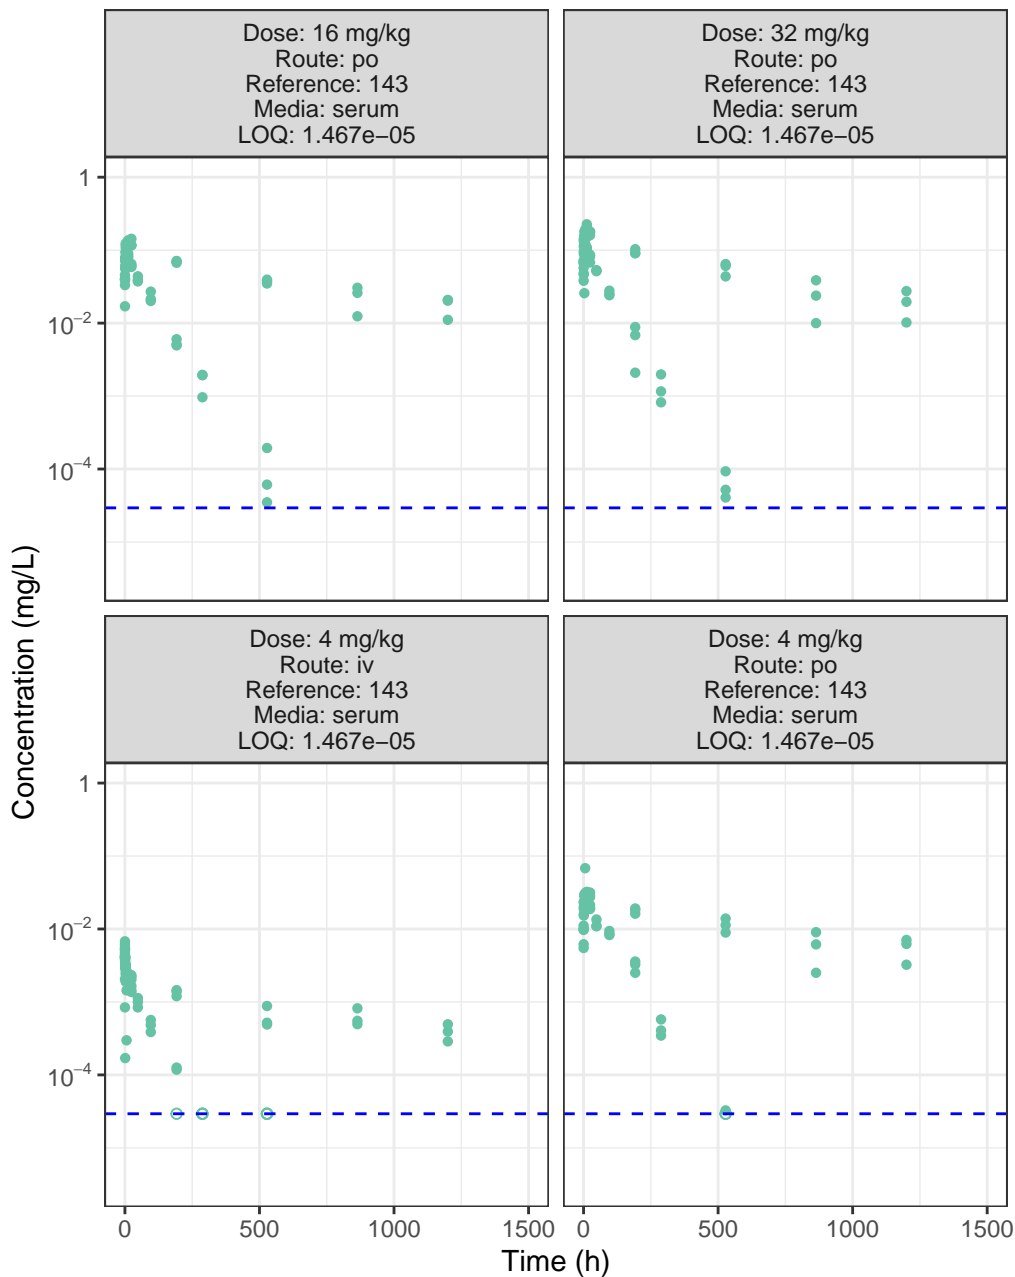 Dose: 16 mg/kg
Route: po
Reference: 143
Media: serum
LOQ: 1.467e−05
Dose: 32 mg/kg
Route: po
Reference: 143
Media: serum
LOQ: 1.467e−05
1
10⁻²
10⁻⁴
Concentration (mg/L)
Dose: 4 mg/kg
Route: iv
Reference: 143
Media: serum
LOQ: 1.467e−05
Dose: 4 mg/kg
Route: po
Reference: 143
Media: serum
LOQ: 1.467e−05
1
10⁻²
10⁻⁴
0 500 1000 1500 0 500 1000 1500
Time (h)